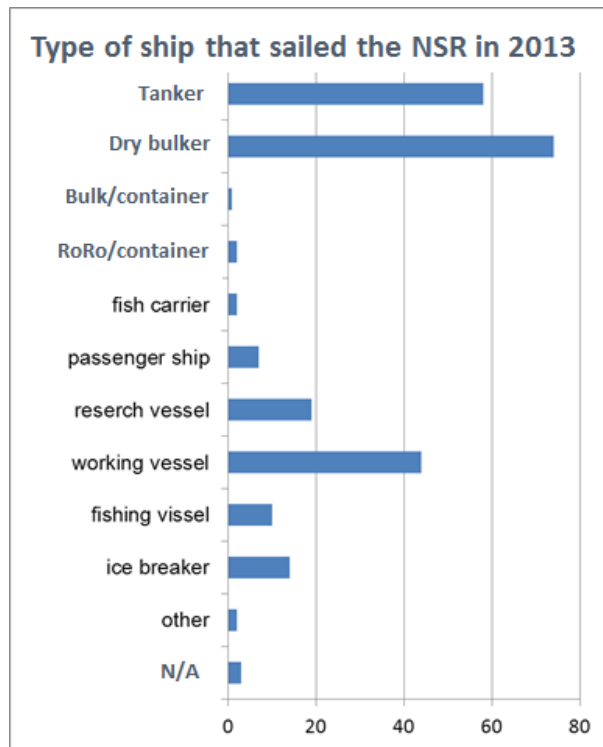 Type of ship that sailed the NSR in 2013
Tanker
Dry bulker
Bulk/container
RoRo/container
fish carrier
passenger ship
reserch vessel
working vessel
fishing vissel
ice breaker
other
N/A
0 20 40 60 80